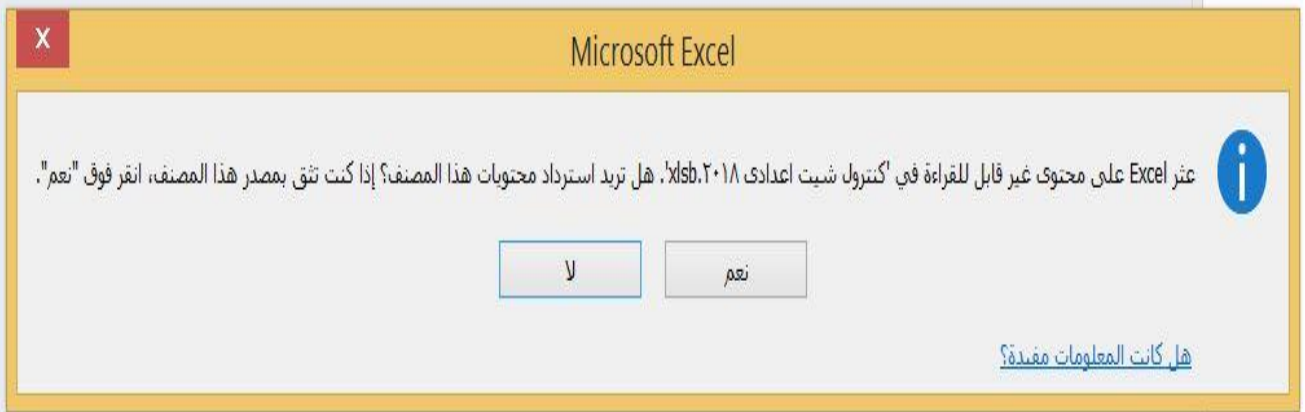 X
Microsoft Excel
عثر Excel على محتوى غير قابل للقراءة في 'كنترول شيت اعدادى ٢٠١٨.xlsb'. هل تريد استرداد محتويات هذا المصنف؟ إذا كنت تثق بمصدر هذا المصنف، انقر فوق "نعم".
نعم
لا
هل كانت المعلومات مفيدة؟